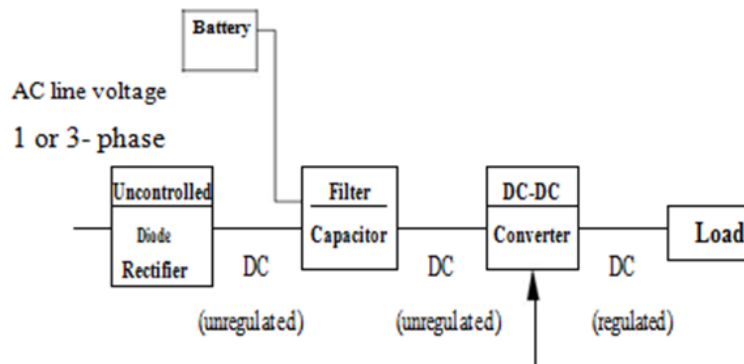 Battery
AC line voltage
1 or 3- phase
Uncontrolled
Diode
Rectifier
DC
(unregulated)
Filter
Capacitor
DC
(unregulated)
DC-DC
Converter
DC
(regulated)
Load